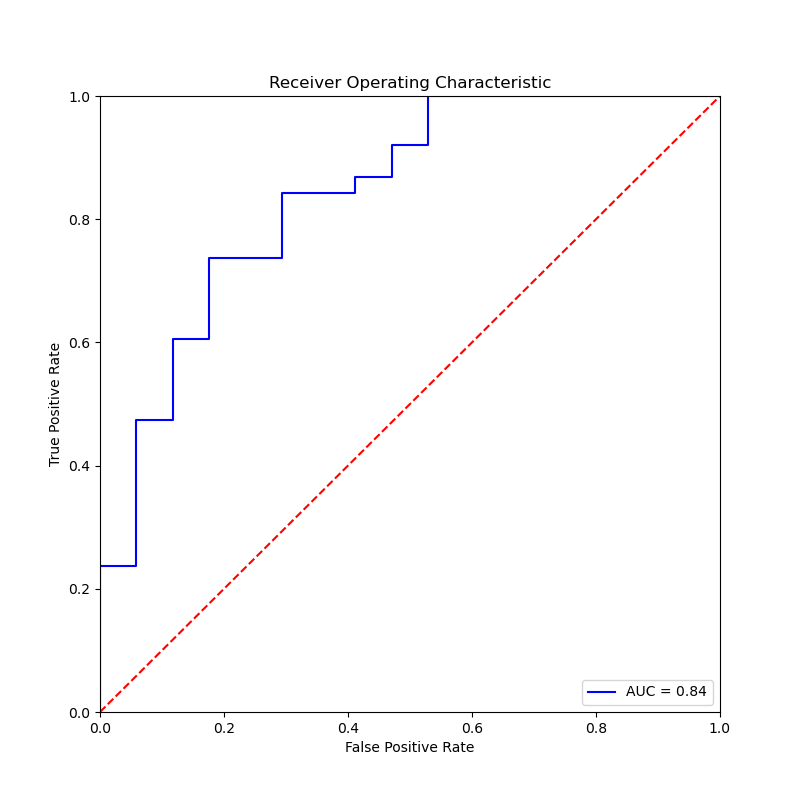 Receiver Operating Characteristic
1.0
0.8
0.6
0.4
0.2
0.0
True Positive Rate
AUC = 0.84
0.0 0.2 0.4 0.6 0.8 1.0
False Positive Rate